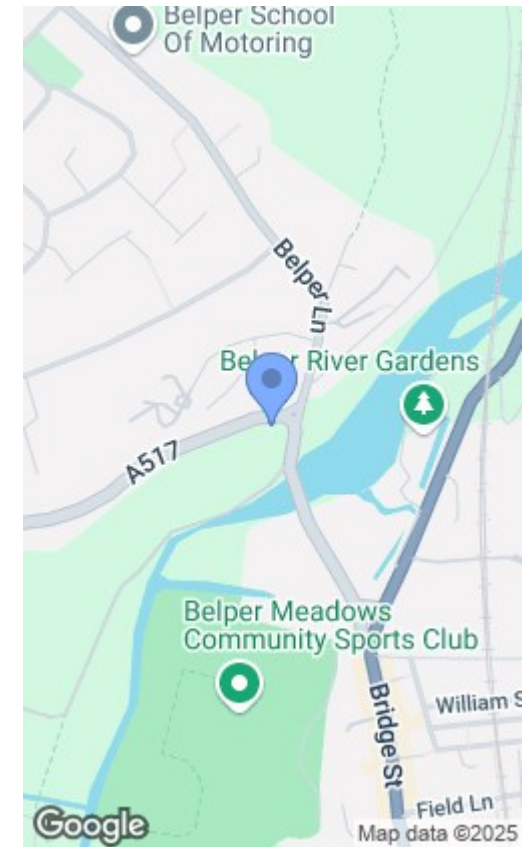 Belper School
Of Motoring
Belper Ln
Belper River Gardens
A517
Belper Meadows
Community Sports Club
William S
Bridge St
Field Ln
Google
Map data ©2025